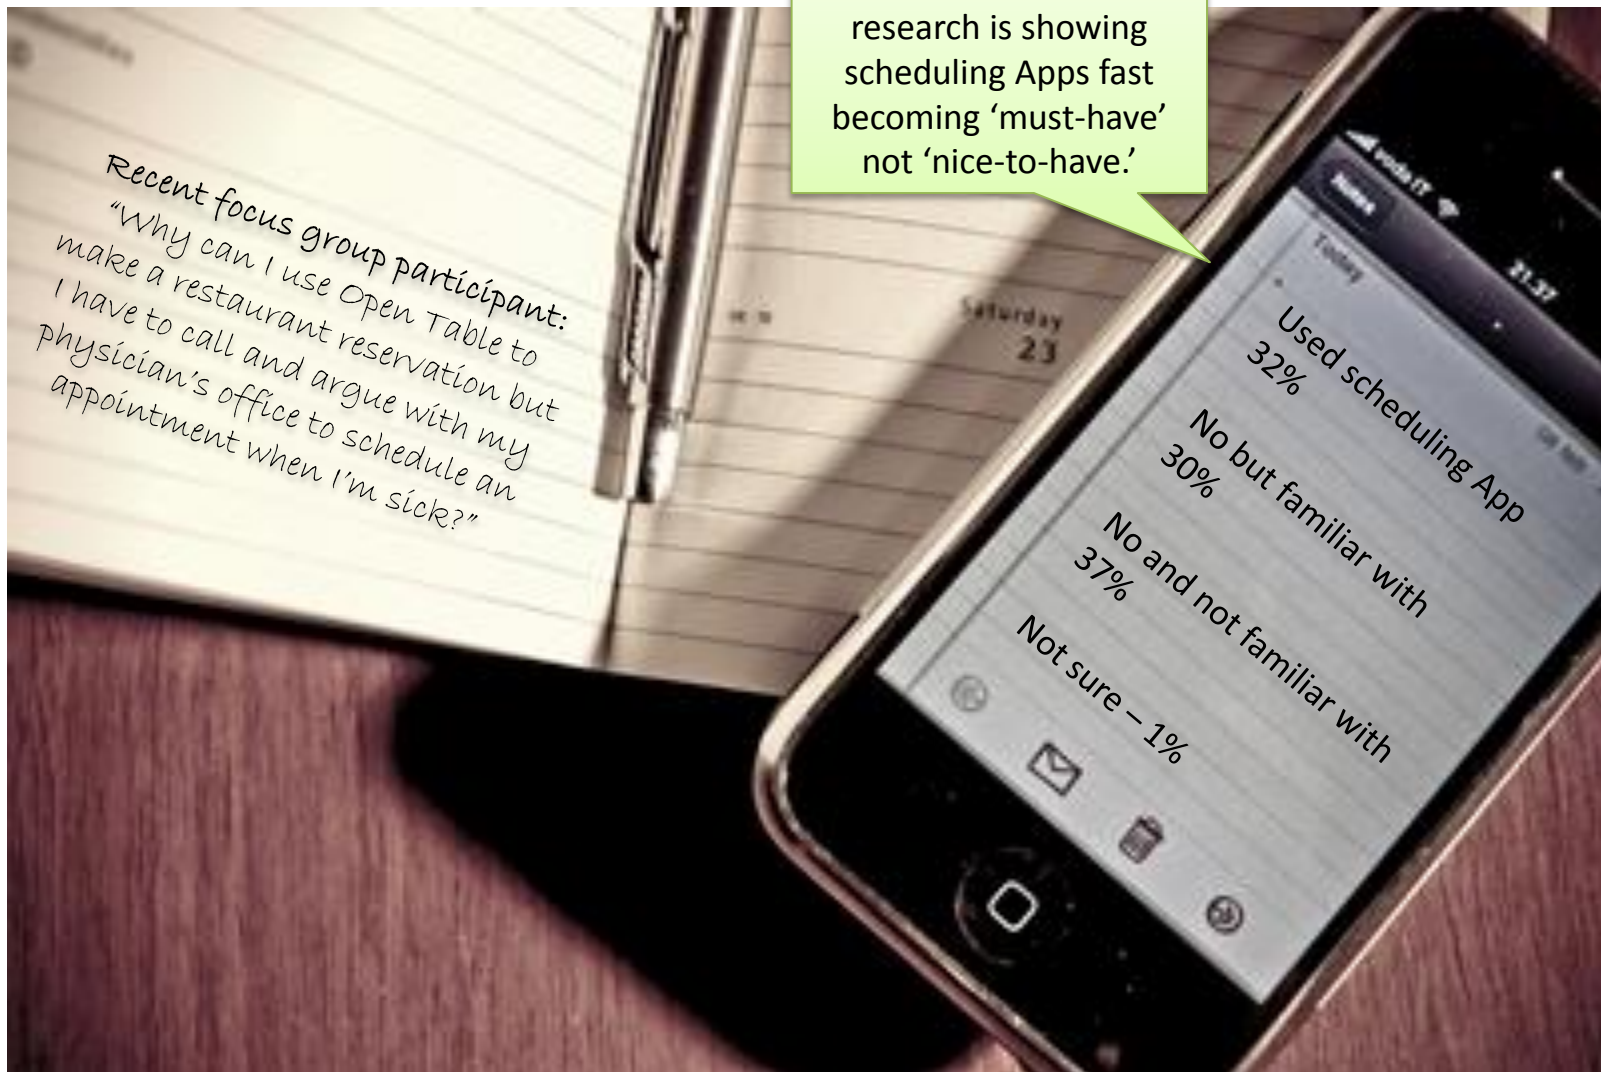 research is showing
scheduling Apps fast
becoming ‘must-have’
not ‘nice-to-have.’
Recent focus group participant:
“Why can I use Open Table to
make a restaurant reservation but
I have to call and argue with my
physician’s office to schedule an
appointment when I’m sick?”
Saturday
23
21.37
Today
Used scheduling App
32%
No but familiar with
30%
No and not familiar with
37%
Not sure – 1%